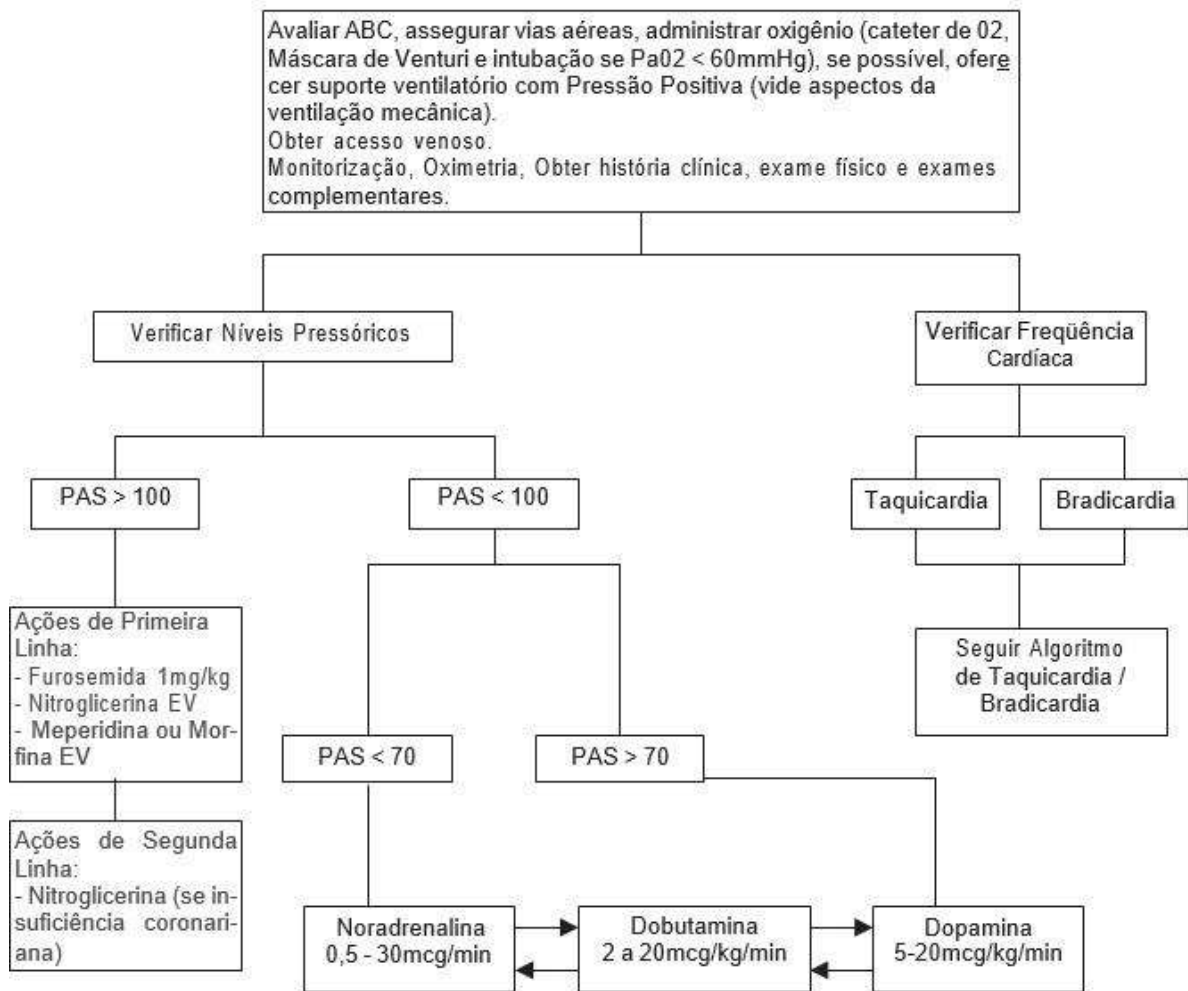 Avaliar ABC, assegurar vias aéreas, administrar oxigênio (cateter de 02,
Máscara de Venturi e intubação se Pa02 < 60mmHg), se possível, ofere
cer suporte ventilatório com Pressão Positiva (vide aspectos da
ventilação mecânica).
Obter acesso venoso.
Monitorização, Oximetria, Obter história clínica, exame físico e exames
complementares.
Verificar Níveis Pressóricos
Verificar Freqüência
Cardíaca
PAS > 100
PAS < 100
Taquicardia
Bradicardia
Ações de Primeira
Linha:
- Furosemida 1mg/kg
- Nitroglicerina EV
- Meperidina ou Mor-
fina EV
Seguir Algoritmo
de Taquicardia /
Bradicardia
PAS < 70
PAS > 70
Ações de Segunda
Linha:
- Nitroglicerina (se in-
suficiência coronari-
ana)
Noradrenalina
0,5 - 30mcg/min
Dobutamina
2 a 20mcg/kg/min
Dopamina
5-20mcg/kg/min